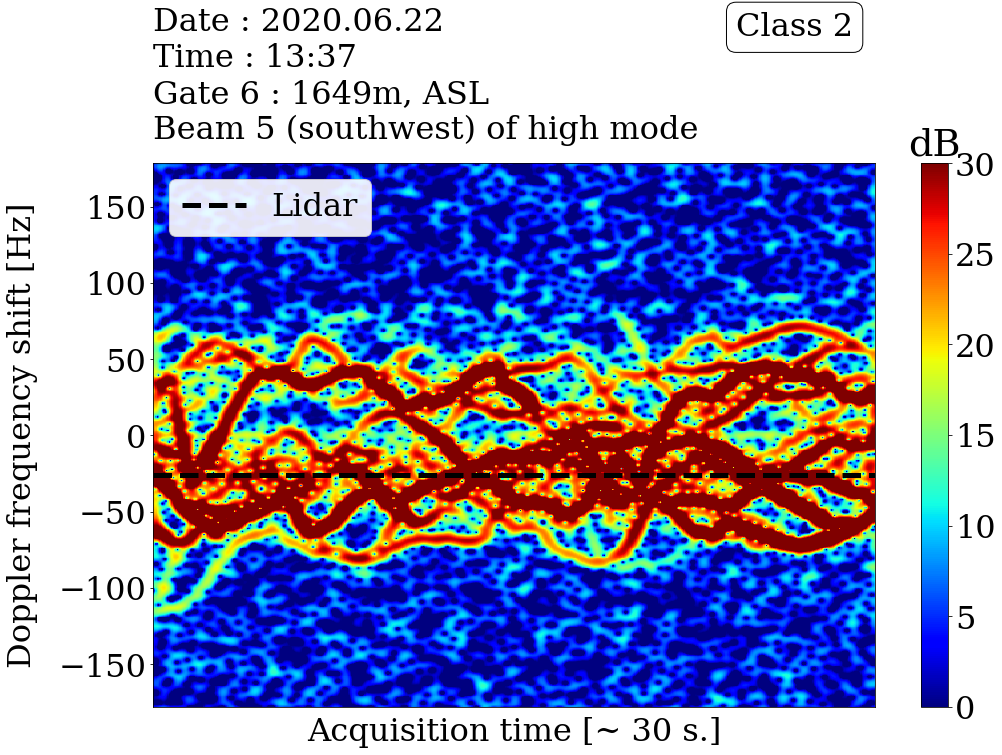 Date : 2020.06.22
Time : 13:37
Gate 6 : 1649m, ASL
Beam 5 (southwest) of high mode
Class 2
dB
Lidar
Doppler frequency shift [Hz]
150
100
50
0
−50
−100
−150
Acquisition time [~ 30 s.]
30
25
20
15
10
5
0